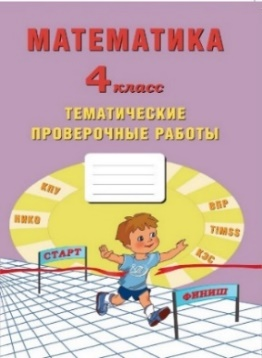 МАТЕМАТИКА
4 класс
ТЕМАТИЧЕСКИЕ
ПРОВЕРОЧНЫЕ РАБОТЫ
КПУ
НИКО
ВПР
TIMSS
КЭС
СТАРТ
ФИНИШ